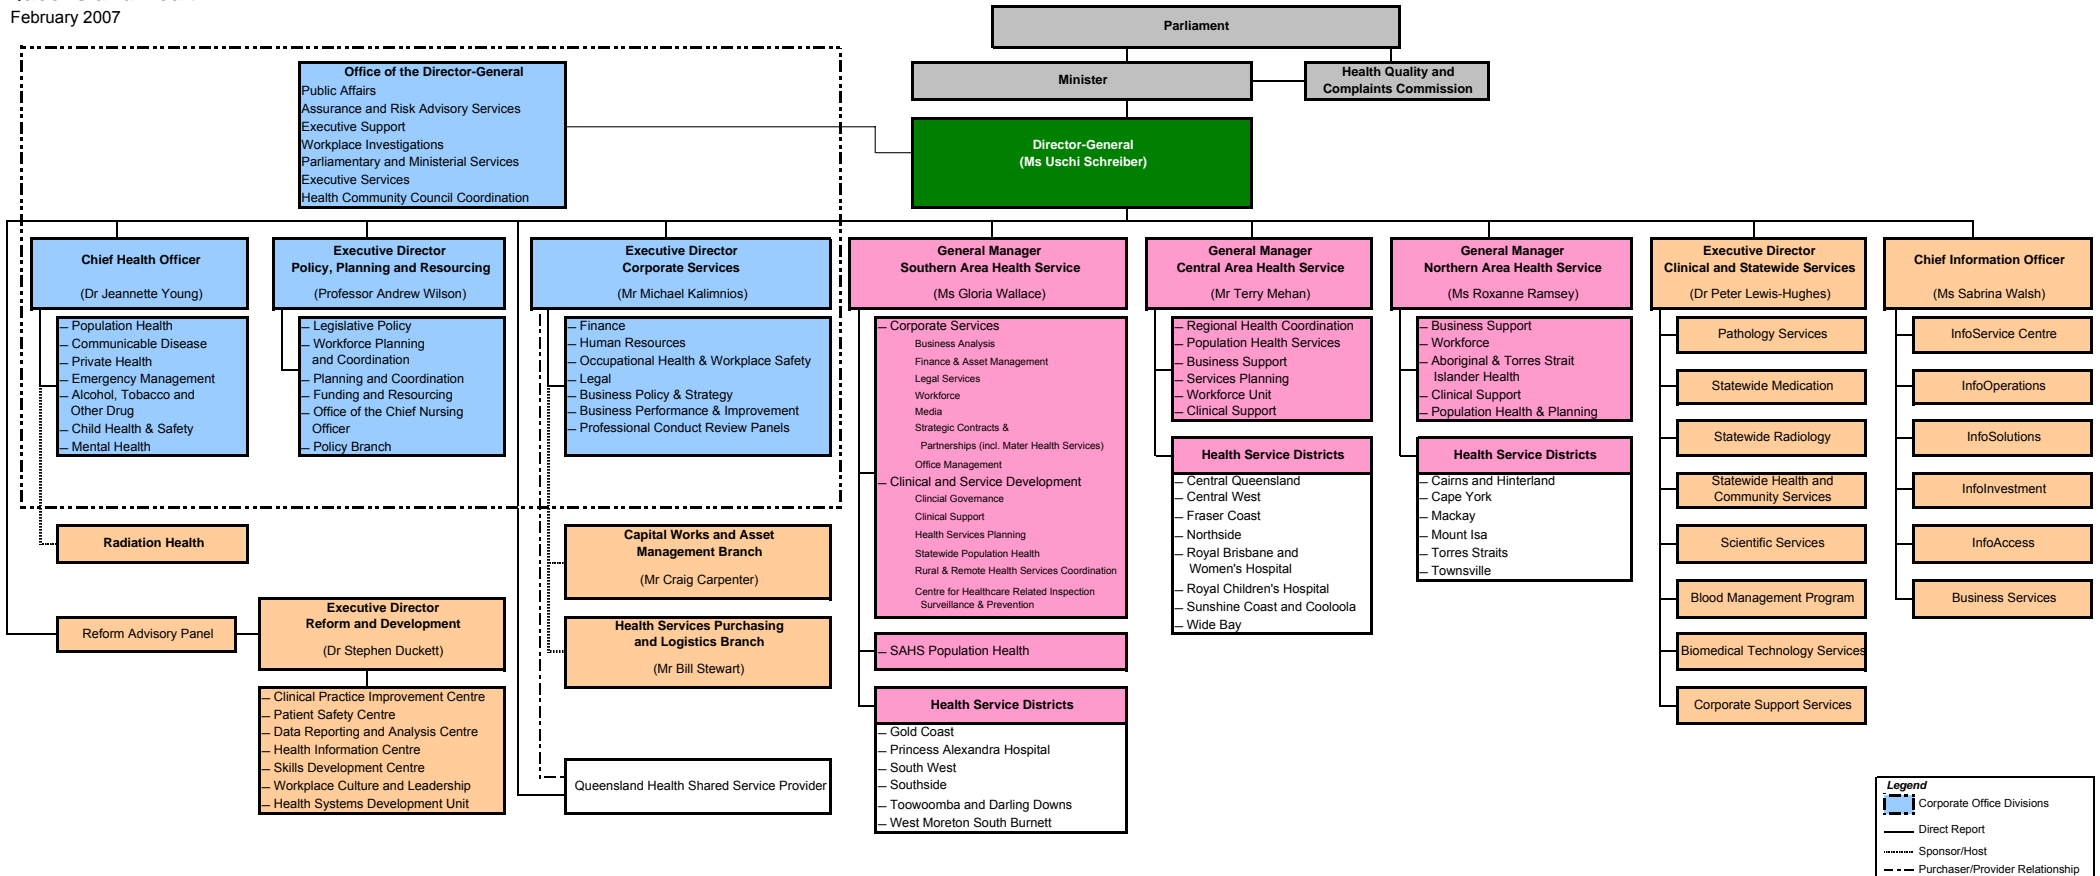 February 2007
Parliament
Minister
Health Quality and
Complaints Commission
Office of the Director-General
Public Affairs
Assurance and Risk Advisory Services
Executive Support
Workplace Investigations
Parliamentary and Ministerial Services
Executive Services
Health Community Council Coordination
Director-General
(Ms Uschi Schreiber)
Chief Health Officer
(Dr Jeannette Young)
Population Health
Communicable Disease
Private Health
Emergency Management
Alcohol, Tobacco and
Other Drug
Child Health & Safety
Mental Health
Radiation Health
Executive Director
Policy, Planning and Resourcing
(Professor Andrew Wilson)
Legislative Policy
Workforce Planning
and Coordination
Planning and Coordination
Funding and Resourcing
Office of the Chief Nursing
Officer
Policy Branch
Reform Advisory Panel
Executive Director
Reform and Development
(Dr Stephen Duckett)
Clinical Practice Improvement Centre
Patient Safety Centre
Data Reporting and Analysis Centre
Health Information Centre
Skills Development Centre
Workplace Culture and Leadership
Health Systems Development Unit
Executive Director
Corporate Services
(Mr Michael Kalimnios)
Finance
Human Resources
Occupational Health & Workplace Safety
Legal
Business Policy & Strategy
Business Performance & Improvement
Professional Conduct Review Panels
Capital Works and Asset
Management Branch
(Mr Craig Carpenter)
Health Services Purchasing
and Logistics Branch
(Mr Bill Stewart)
Queensland Health Shared Service Provider
General Manager
Southern Area Health Service
(Ms Gloria Wallace)
Corporate Services
Business Analysis
Finance & Asset Management
Legal Services
Workforce
Media
Strategic Contracts &
Partnerships (incl. Mater Health Services)
Office Management
Clinical and Service Development
Clincial Governance
Clinical Support
Health Services Planning
Statewide Population Health
Rural & Remote Health Services Coordination
Centre for Healthcare Related Inspection
Surveillance & Prevention
SAHS Population Health
Health Service Districts
Gold Coast
Princess Alexandra Hospital
South West
Southside
Toowoomba and Darling Downs
West Moreton South Burnett
General Manager
Central Area Health Service
(Mr Terry Mehan)
Regional Health Coordination
Population Health Services
Business Support
Services Planning
Workforce Unit
Clinical Support
Health Service Districts
Central Queensland
Central West
Fraser Coast
Northside
Royal Brisbane and
Women's Hospital
Royal Children's Hospital
Sunshine Coast and Cooloola
Wide Bay
General Manager
Northern Area Health Service
(Ms Roxanne Ramsey)
Business Support
Workforce
Aboriginal & Torres Strait
Islander Health
Clinical Support
Population Health & Planning
Health Service Districts
Cairns and Hinterland
Cape York
Mackay
Mount Isa
Torres Straits
Townsville
Executive Director
Clinical and Statewide Services
(Dr Peter Lewis-Hughes)
Pathology Services
Statewide Medication
Statewide Radiology
Statewide Health and
Community Services
Scientific Services
Blood Management Program
Biomedical Technology Services
Corporate Support Services
Chief Information Officer
(Ms Sabrina Walsh)
InfoService Centre
InfoOperations
InfoSolutions
InfoInvestment
InfoAccess
Business Services
Legend
Corporate Office Divisions
Direct Report
Sponsor/Host
Purchaser/Provider Relationship